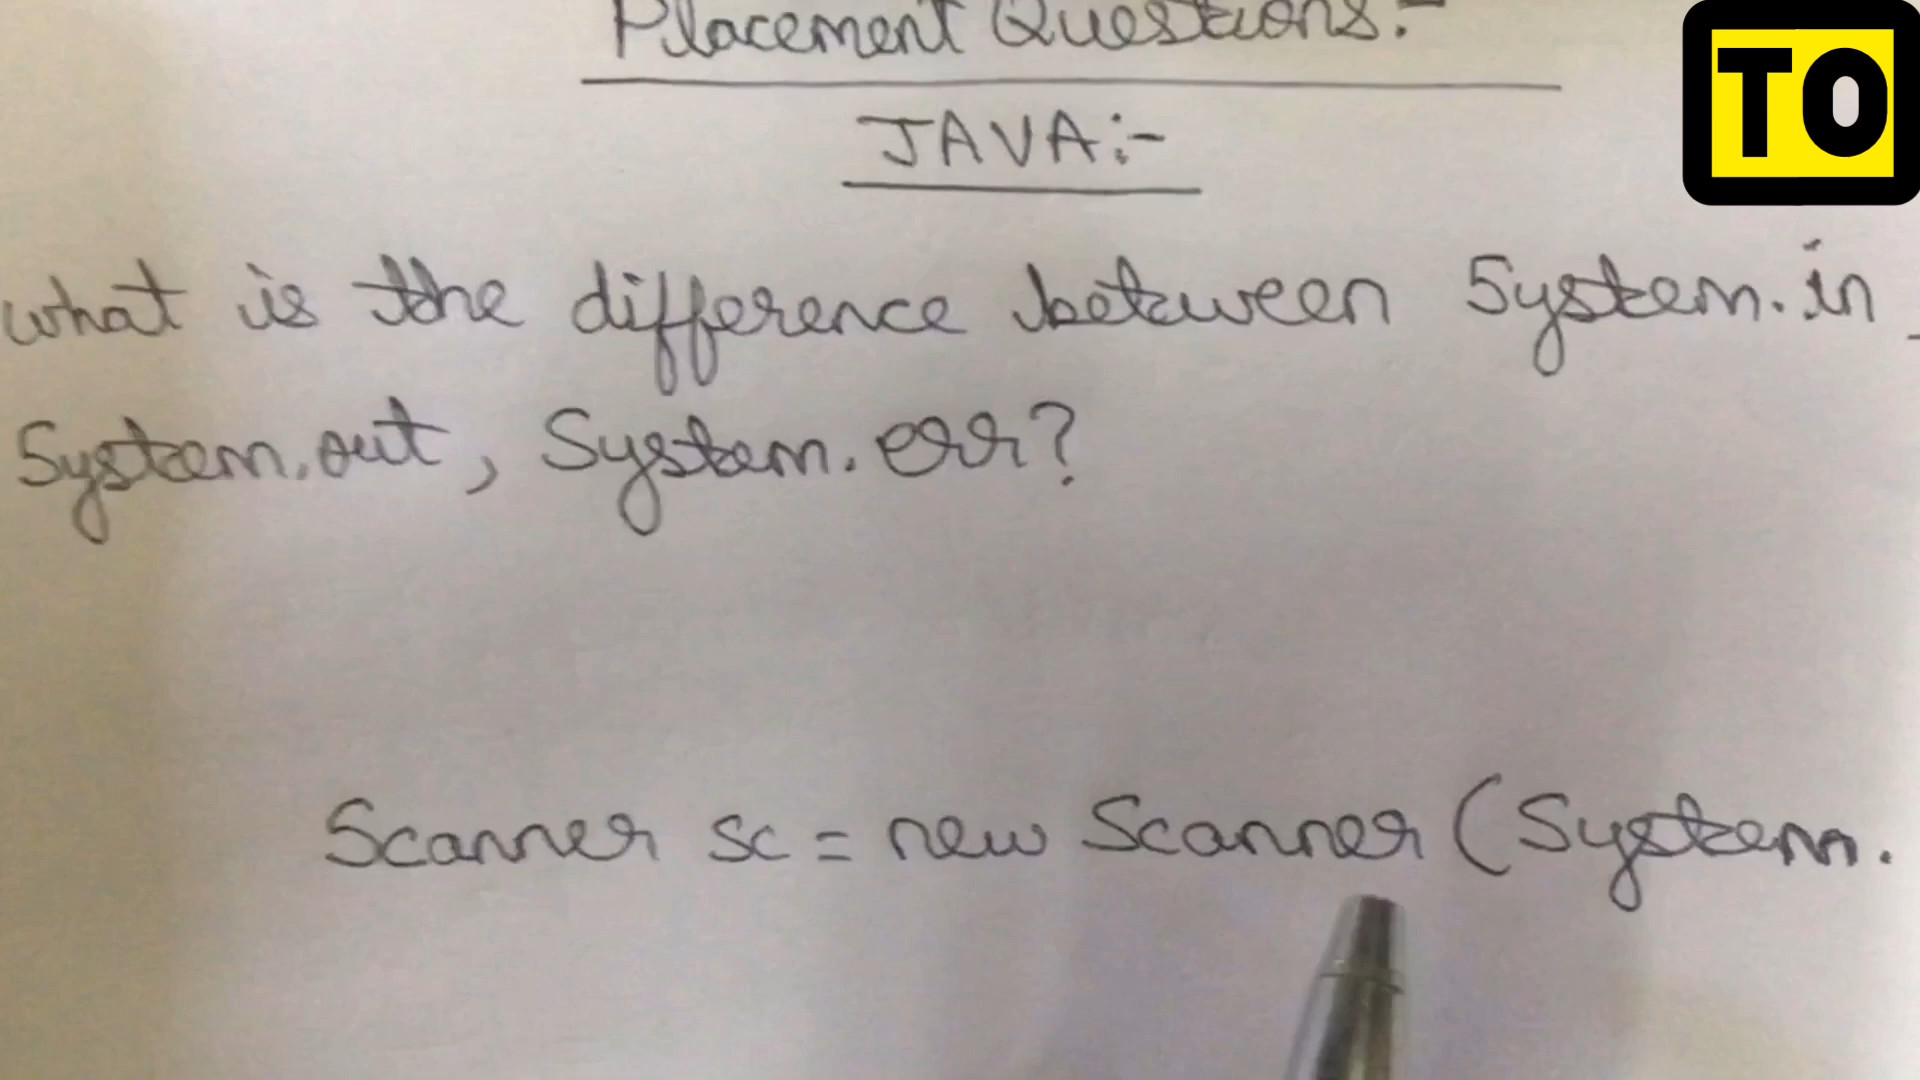 Placement Questions:-
JAVA:-
TO
what is the difference between System.in,
System.out, System.err?
Scanner sc = new Scanner (System.